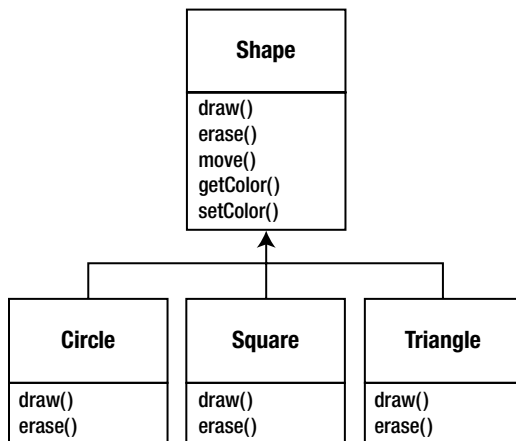 Shape
draw()
erase()
move()
getColor()
setColor()
Circle
draw()
erase()
Square
draw()
erase()
Triangle
draw()
erase()